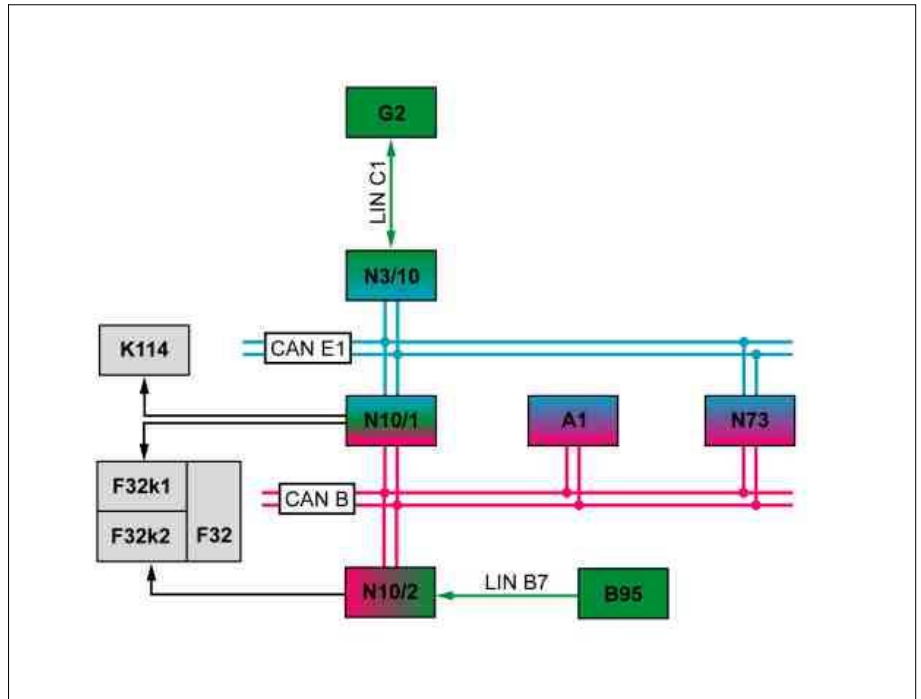 G2
LIN C1
N3/10
K114
CAN E1
N10/1
A1
N73
F32k1
F32k2
F32
CAN B
N10/2
LIN B7
B95